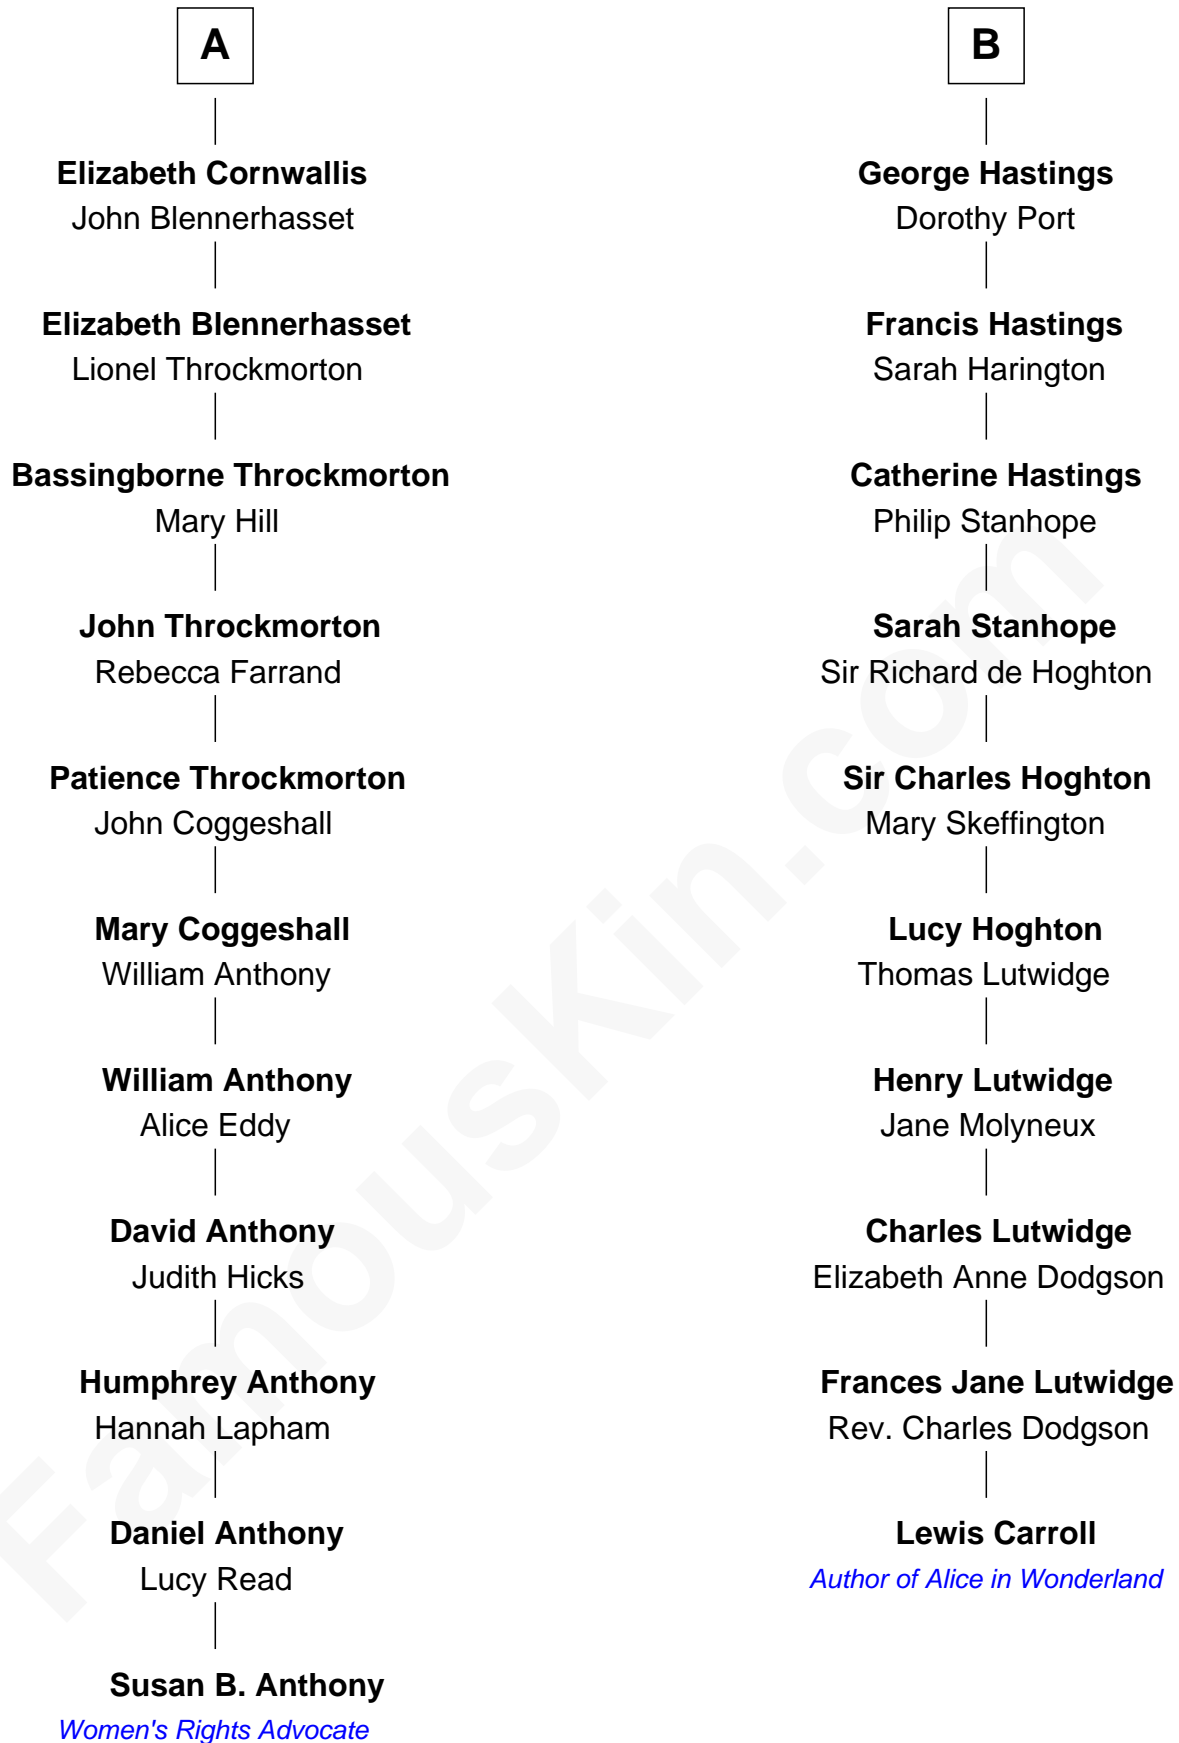 A
Elizabeth Cornwallis
John Blennerhasset
Elizabeth Blennerhasset
Lionel Throckmorton
Bassingborne Throckmorton
Mary Hill
John Throckmorton
Rebecca Farrand
Patience Throckmorton
John Coggeshall
Mary Coggeshall
William Anthony
William Anthony
Alice Eddy
David Anthony
Judith Hicks
Humphrey Anthony
Hannah Lapham
Daniel Anthony
Lucy Read
Susan B. Anthony
Women's Rights Advocate
B
George Hastings
Dorothy Port
Francis Hastings
Sarah Harington
Catherine Hastings
Philip Stanhope
Sarah Stanhope
Sir Richard de Hoghton
Sir Charles Hoghton
Mary Skeffington
Lucy Hoghton
Thomas Lutwidge
Henry Lutwidge
Jane Molyneux
Charles Lutwidge
Elizabeth Anne Dodgson
Frances Jane Lutwidge
Rev. Charles Dodgson
Lewis Carroll
Author of Alice in Wonderland
FamousKin.com